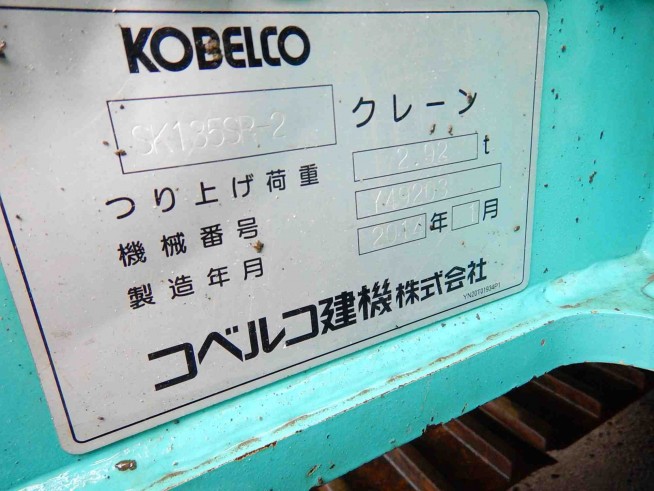 KOBELCO
SK135SR-2 クレーン
つり上げ荷重 2.92 t
機械番号
製造年月 年 1 月
コベルコ建機株式会社